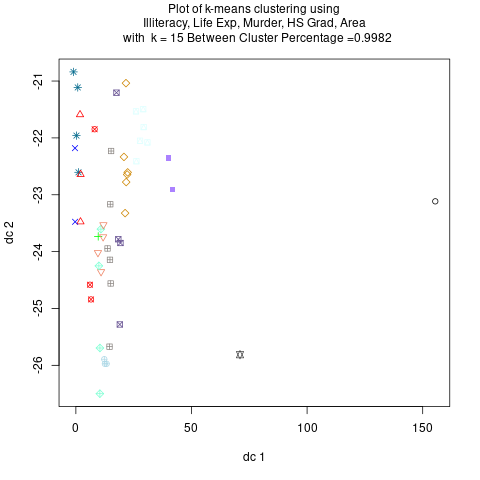 Plot of k-means clustering using
Illiteracy, Life Exp, Murder, HS Grad, Area
with k = 15 Between Cluster Percentage =0.9982
-21
-22
-23
-24
-25
-26
dc 2
0
50
100
150
dc 1